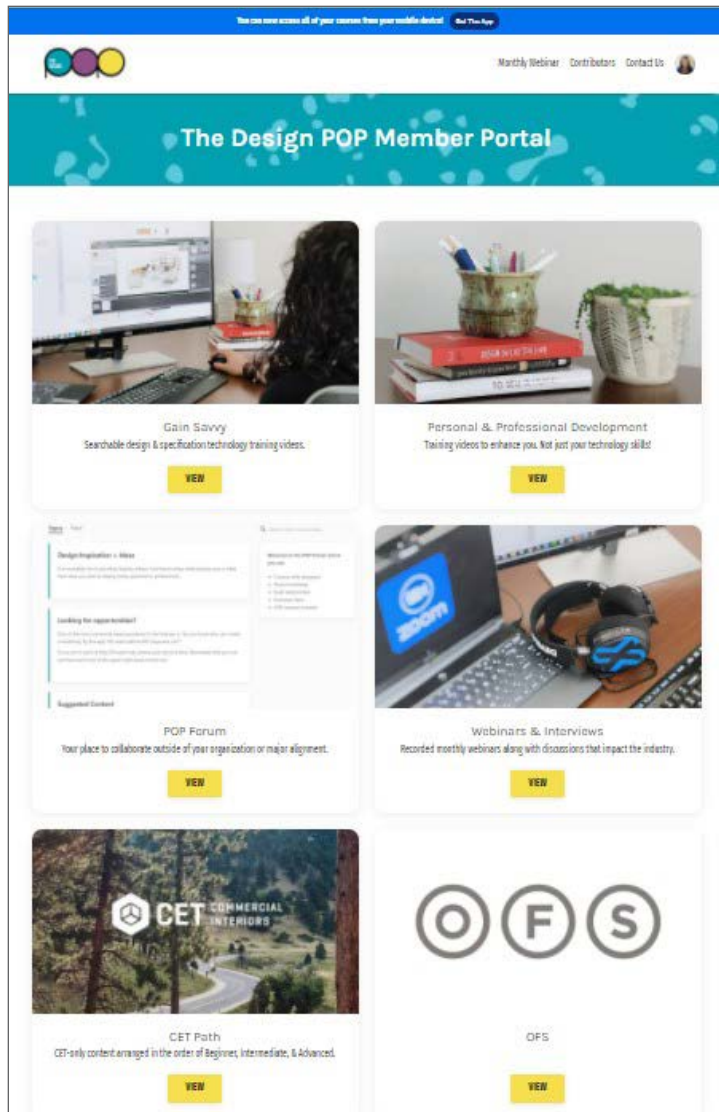 You can now access all of your courses from your mobile device! Get The App
POP
Monthly Webinar Contributors Contact Us
The Design POP Member Portal
Gain Savvy
Searchable design & specification technology training videos.
VIEW
Personal & Professional Development
Training videos to enhance you. Not just your technology skills!
VIEW
Design Inspiration + Ideas
Looking for opportunities?
Suggested Content
POP Forum
Your place to collaborate outside of your organization or major alignment.
VIEW
zoom
Webinars & Interviews
Recorded monthly webinars along with discussions that impact the industry.
VIEW
CET COMMERCIAL
INTERIORS
CET Path
CET-only content arranged in the order of Beginner, Intermediate, & Advanced.
VIEW
OFS
OFS
VIEW